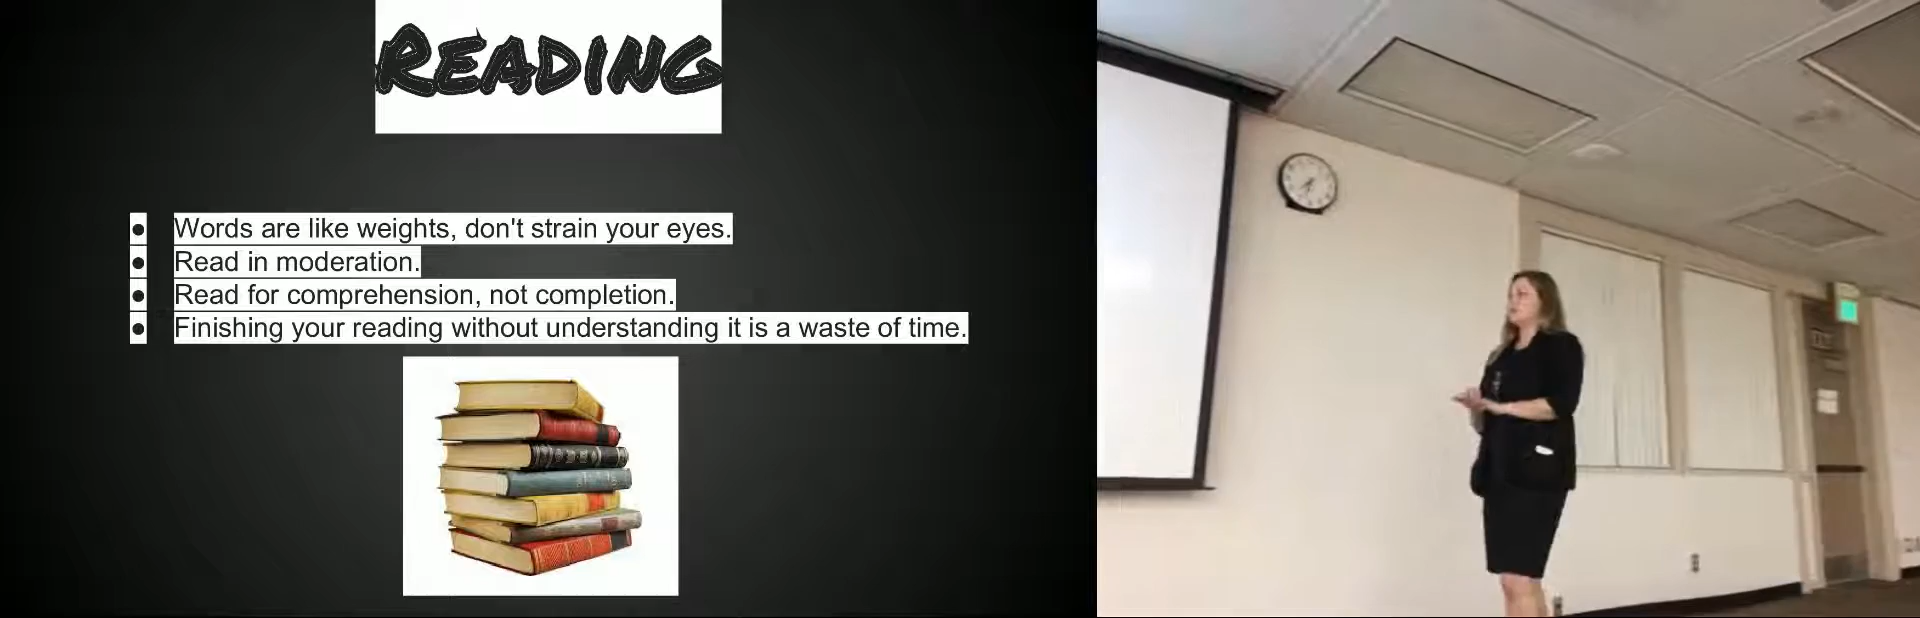 READING
● Words are like weights, don't strain your eyes.
● Read in moderation.
● Read for comprehension, not completion.
● Finishing your reading without understanding it is a waste of time.